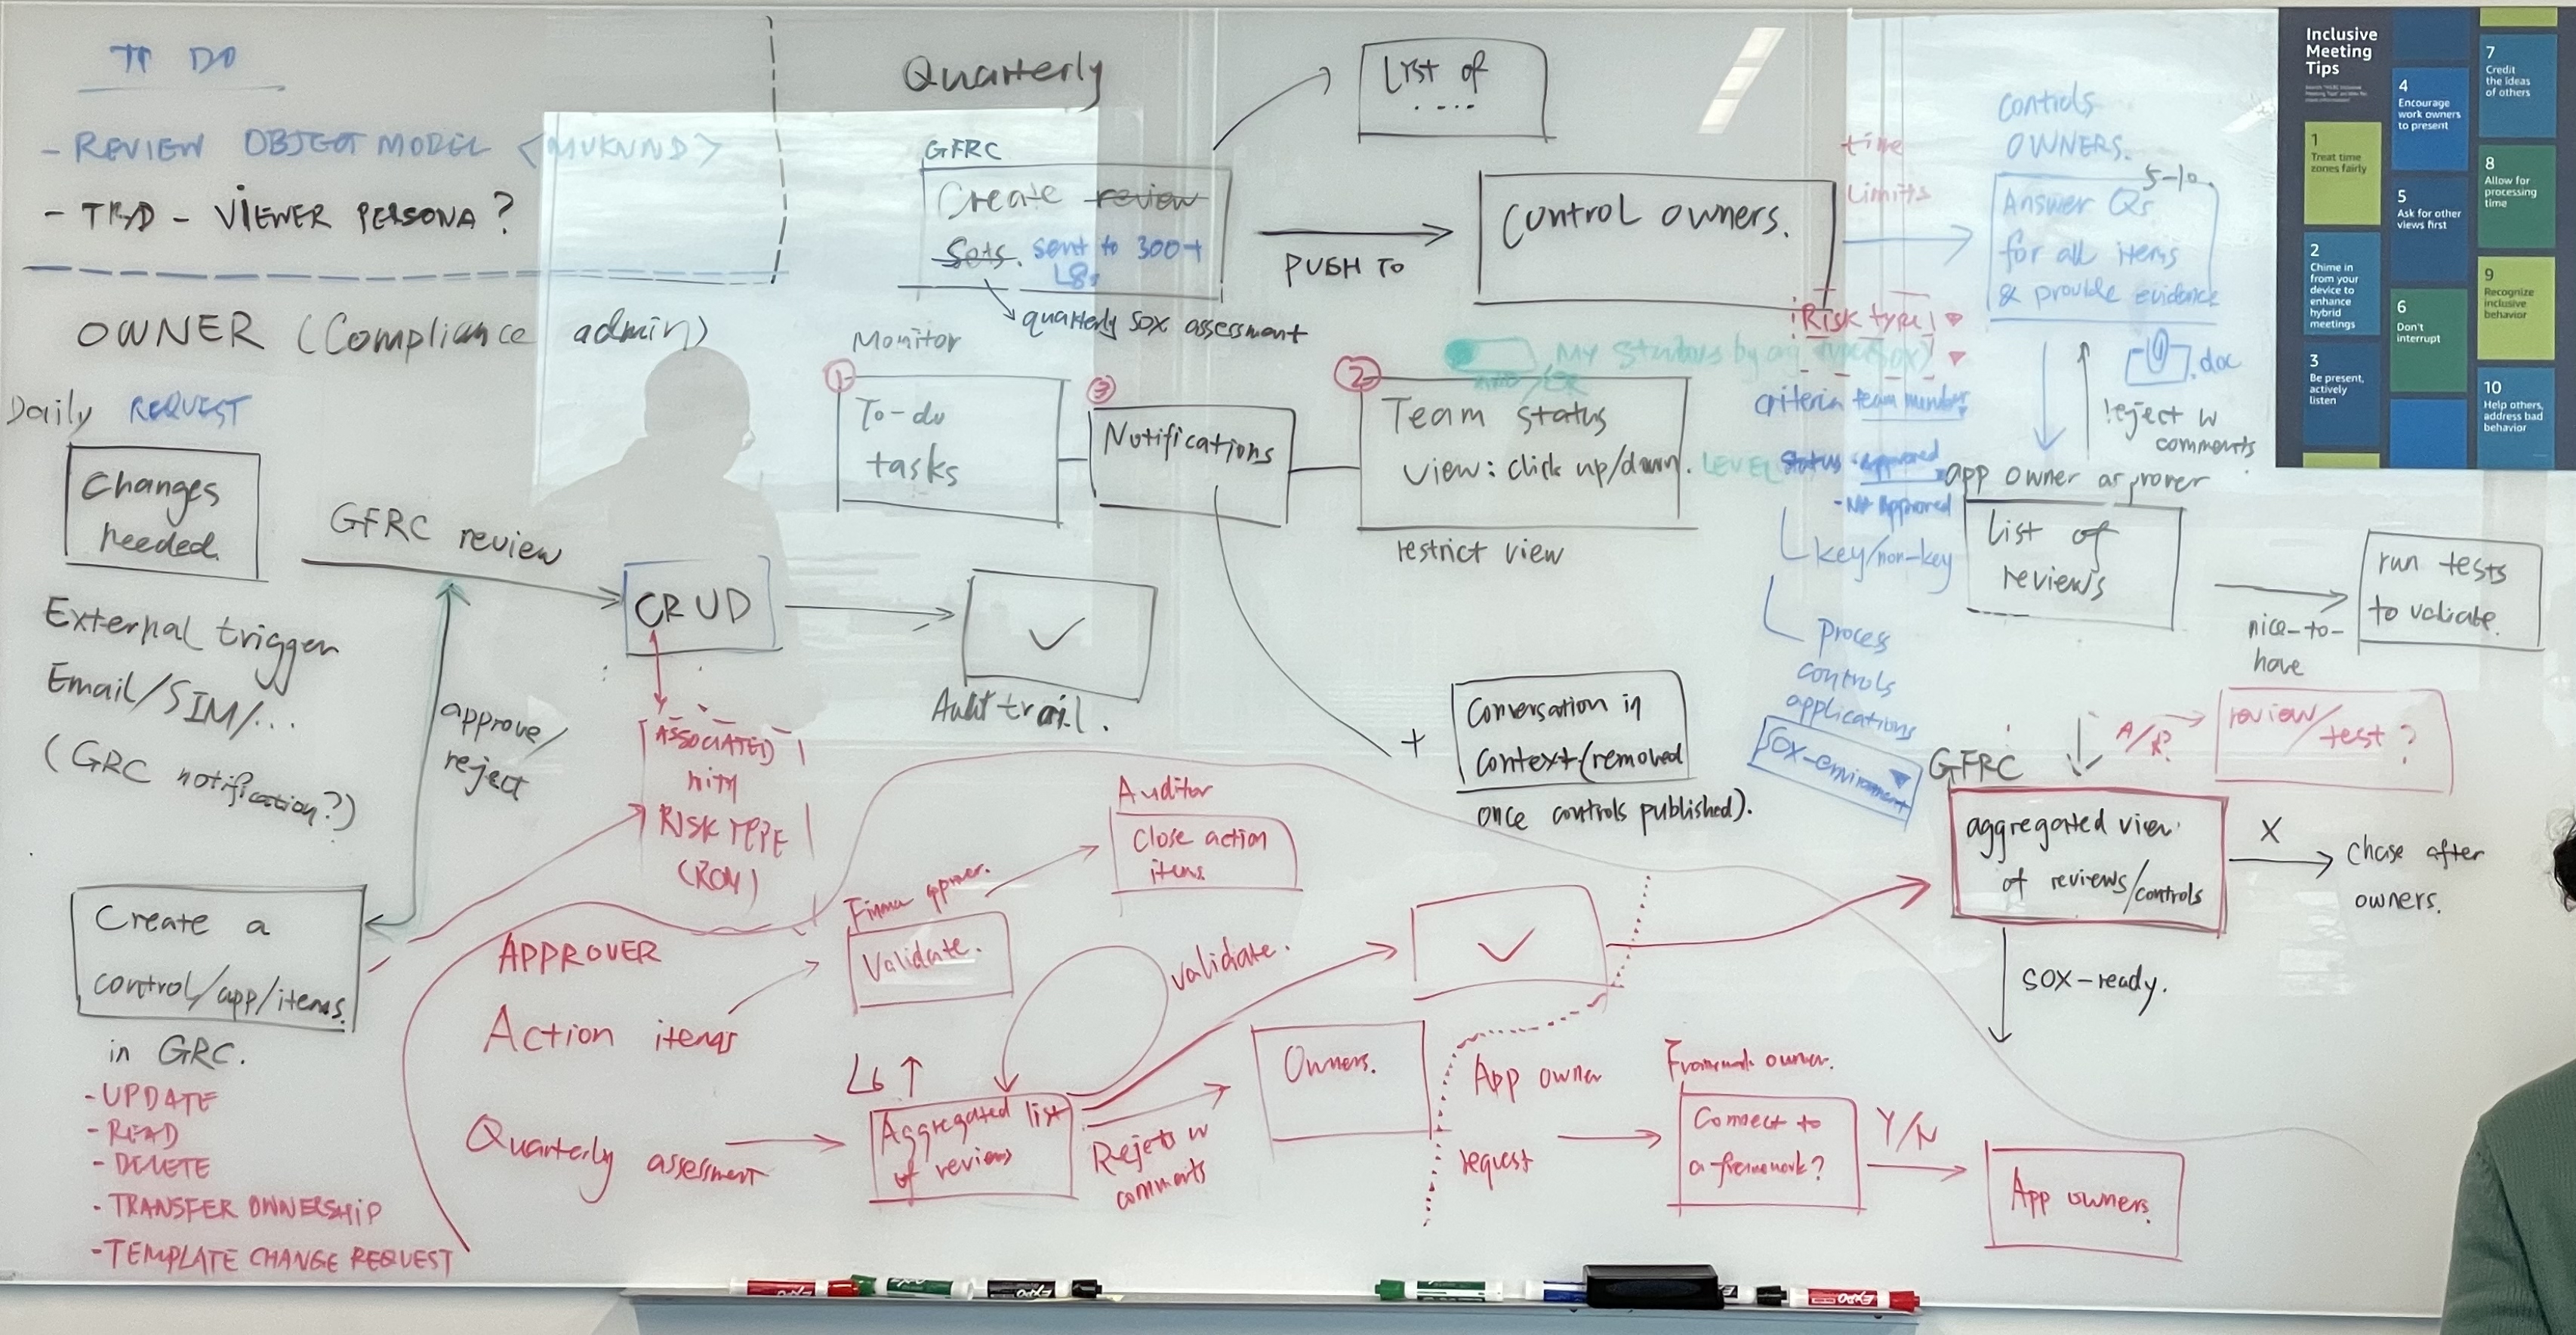 TO DO
- REVIEW OBJECT MODEL <MUKUND>
- TBD - VIEWER PERSONA?
OWNER (Compliance admin)
Daily REQUEST
Changes
needed.
GFRC review
External trigger
Email/SIM/...
(GRC notification?)
approve/
reject
CRUD
Audit trail.
ASSOCIATED
WITH
RISK TYPE
(ROM)
Create a
control/app/items.
in GRC.
- UPDATE
- READ
- DELETE
- TRANSFER OWNERSHIP
- TEMPLATE CHANGE REQUEST
Quarterly
GFRC
Create review
Sets. sent to 300+
L8s
quarterly SOX assessment
List of
....
PUSH TO
Control owners.
time
limits
Controls
OWNERS.
5-10
Answer Qs
for all items
& provide evidence
.doc
reject w
comments
Monitor
1
To-do
tasks
3
Notifications
2
Team status
view: click up/down. LEVEL
restrict view
My status by
Risk type
criteria team member
status - approved
- Not Approved
key/non-key
process
controls
applications
SOX-environment
+
Conversation in
context (removed
once controls published).
app owner approver
List of
reviews
nice-to-
have
run tests
to validate.
A/R?
review/
test?
GFRC
aggregated view
of reviews/controls
X
Chase after
owners.
SOX-ready.
APPROVER
Action items
Validate.
Auditor
Close action
items
validate.
L6 ↑
Quarterly assessment
Aggregated list
of reviews
Rejects w
comments
Owners.
App owner
request
Framework owner.
Connect to
a framework?
Y/N
App owners.
Inclusive
Meeting
Tips
1
Treat time
zones fairly
2
Chime in
from your
device to
enhance
hybrid
meetings
3
Be present,
actively
listen
4
Encourage
work owners
to present
5
Ask for other
views first
6
Don't
interrupt
7
Credit
the ideas
of others
8
Allow for
processing
time
9
Recognize
inclusive
behavior
10
Help others,
address bad
behavior
EXPO
EXPO